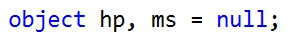 object hp, ms = null;